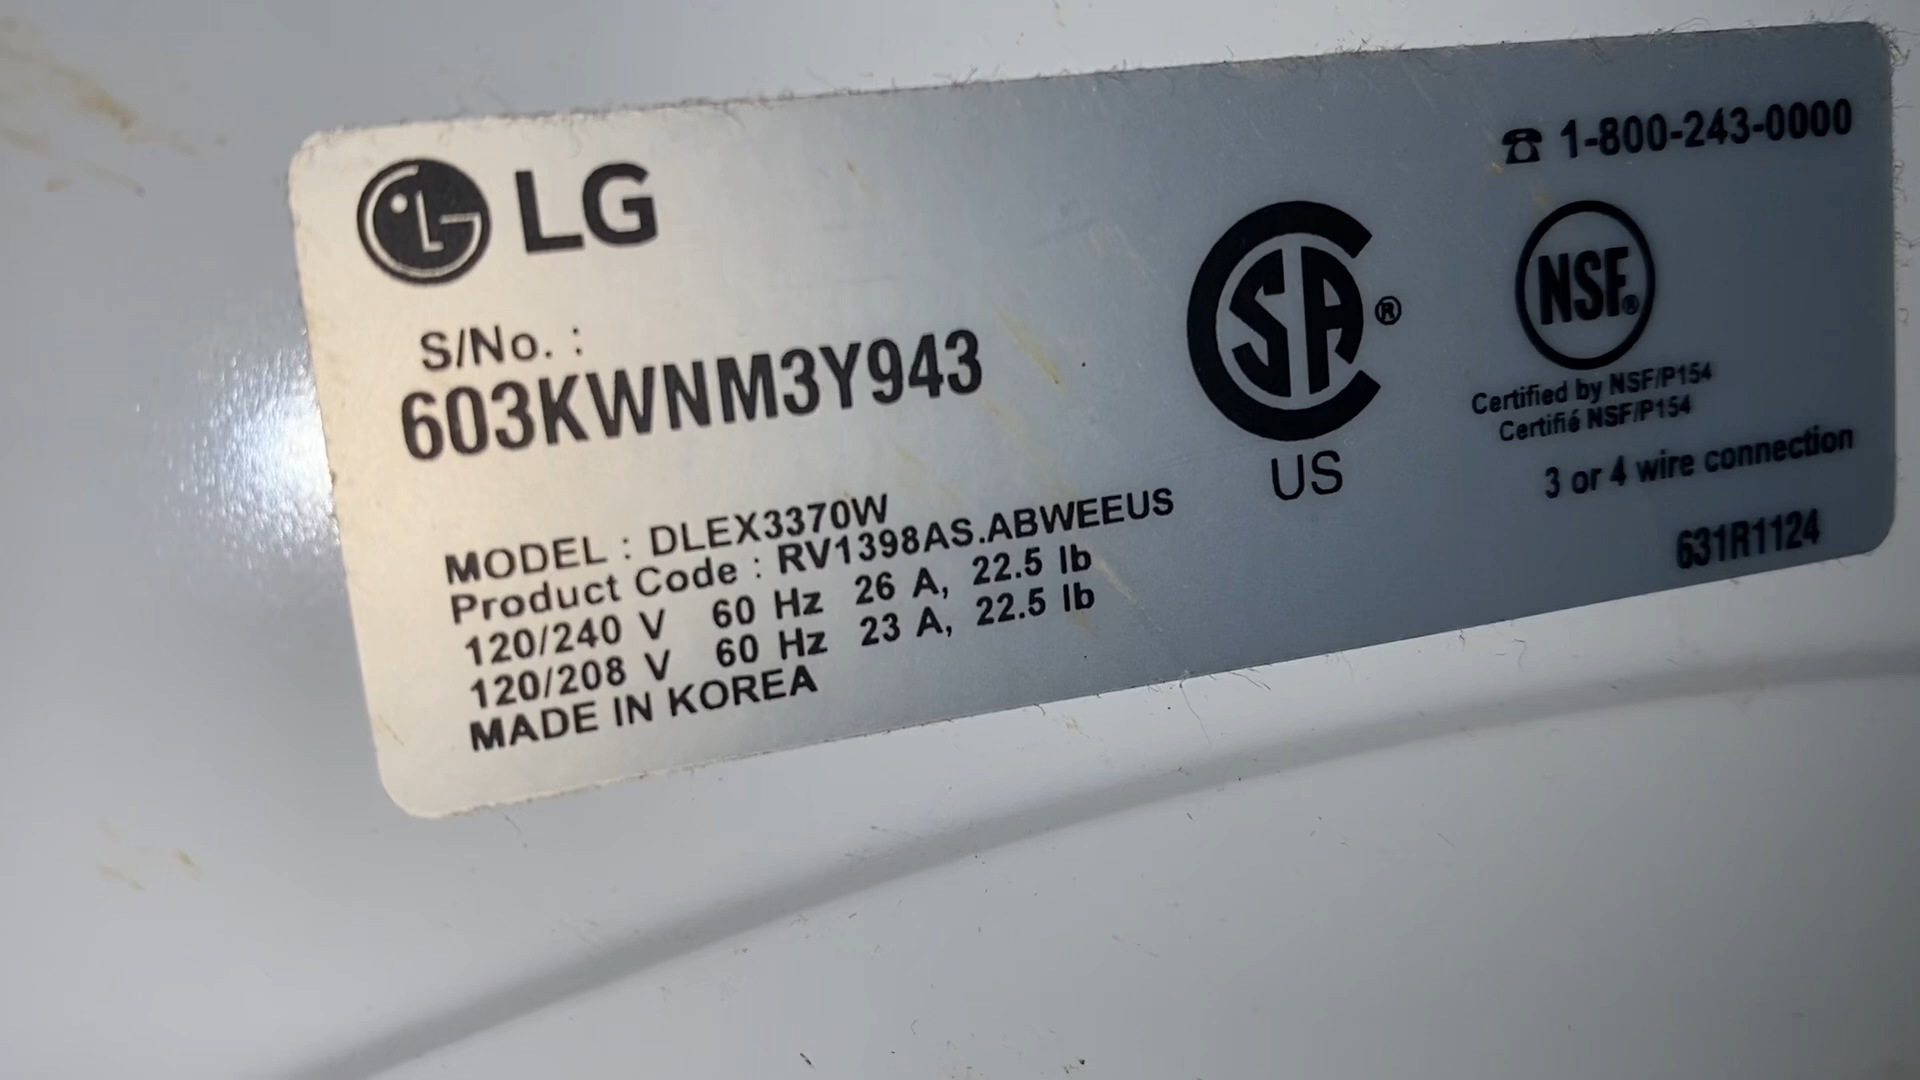 LG
1-800-243-0000
S/No. :
603KWNM3Y943
SA ®
US
NSF®
Certified by NSF/P154
Certifié NSF/P154
3 or 4 wire connection
631R1124
MODEL : DLEX3370W
Product Code : RV1398AS.ABWEEUS
120/240 V 60 Hz 26 A, 22.5 lb
120/208 V 60 Hz 23 A, 22.5 lb
MADE IN KOREA